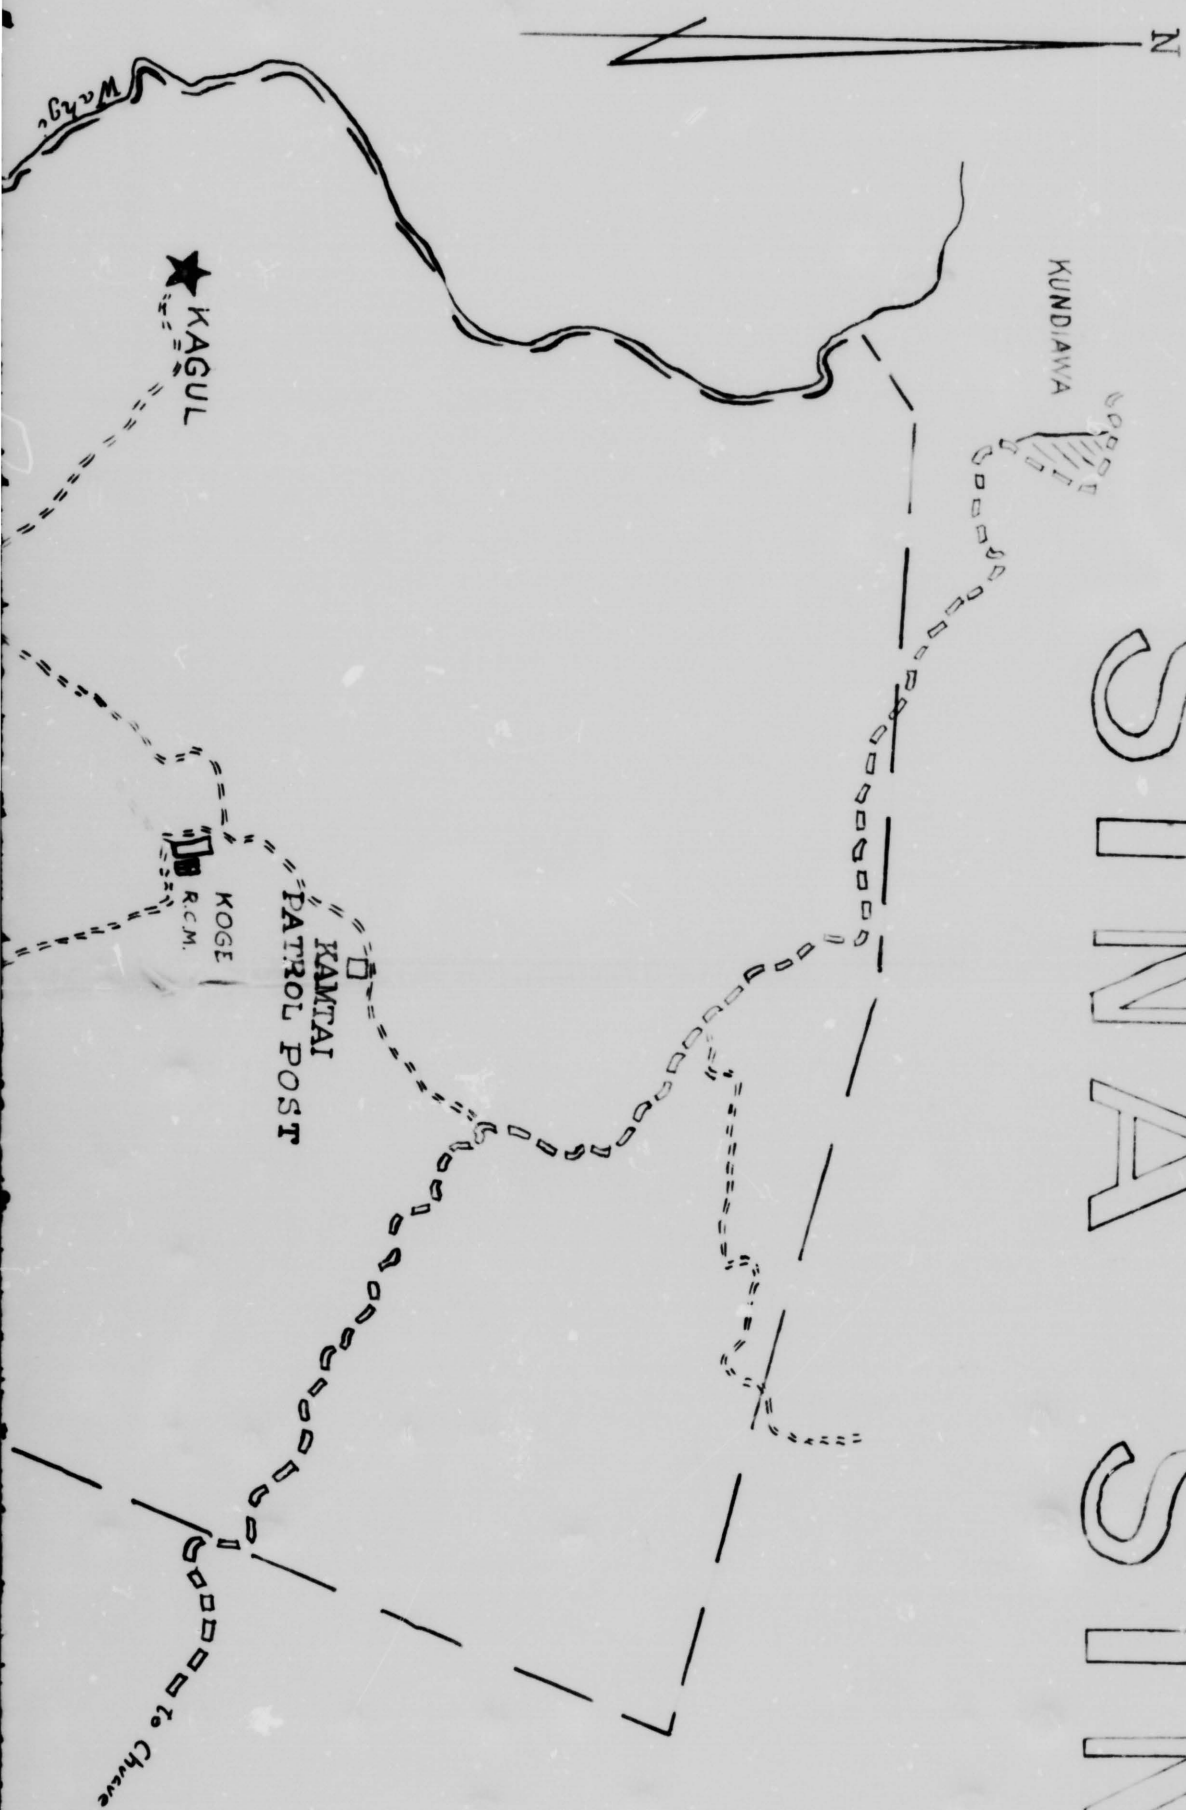 N
SINA SIN
KUNDIAWA
Wahgi
KAGUL
KAMTAI
PATROL POST
KOGE
R.C.M.
To Chuave